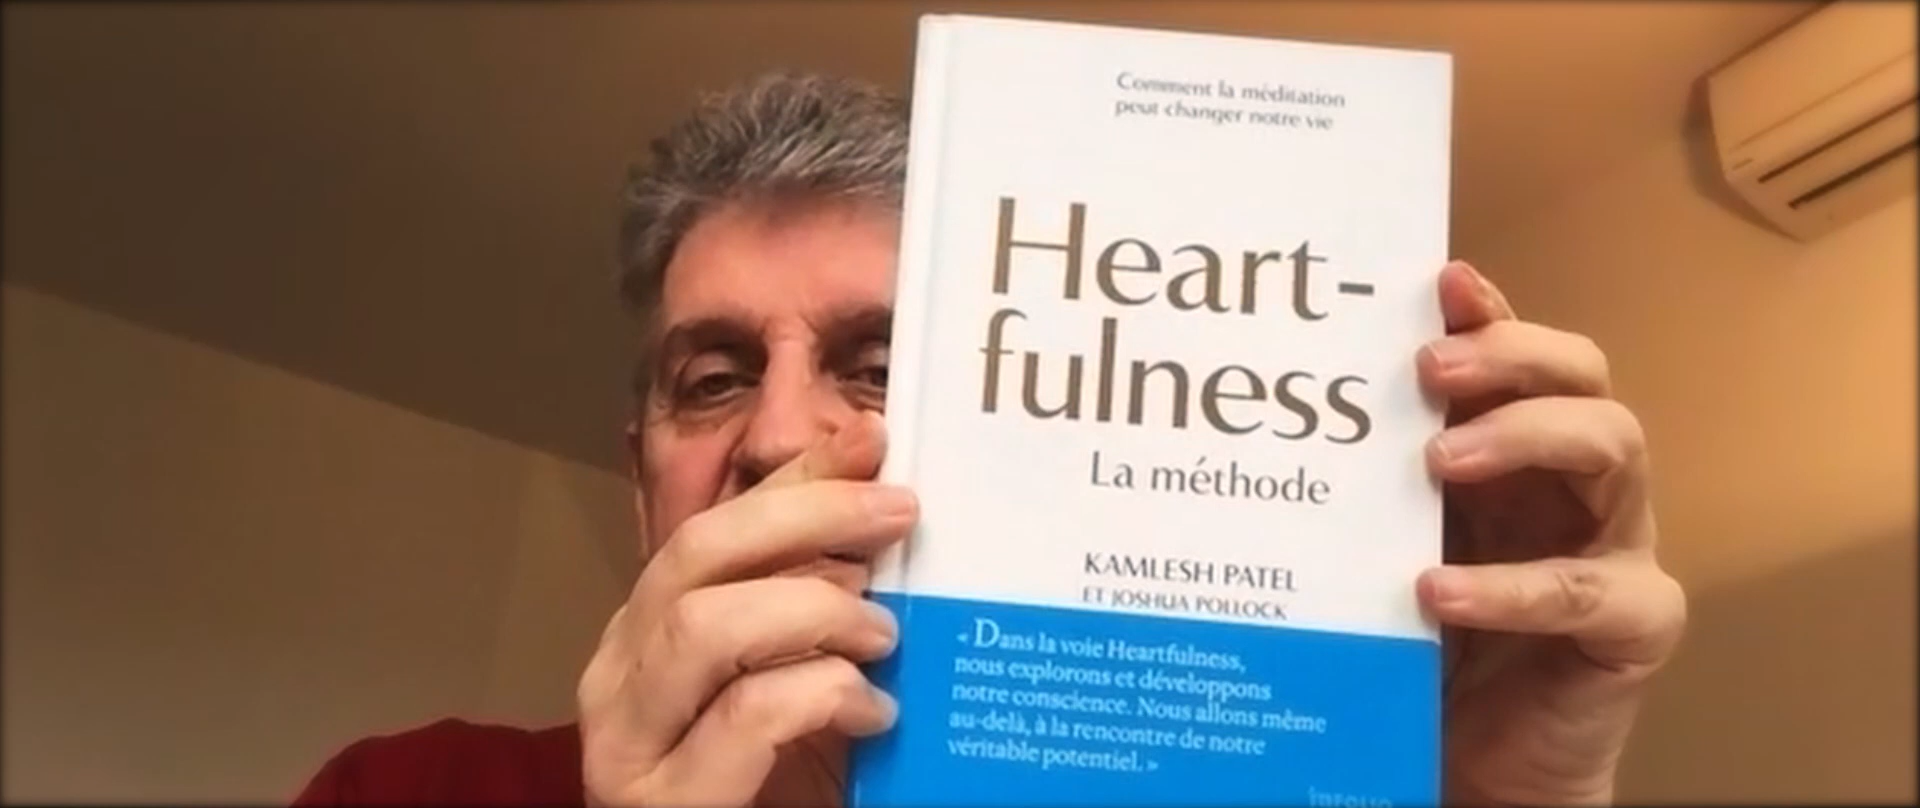 Comment la méditation
peut changer notre vie
Heart-
fulness
La méthode
KAMLESH PATEL
ET JOSHUA POLLOCK
« Dans la voie Heartfulness,
nous explorons et développons
notre conscience. Nous allons même
au-delà, à la rencontre de notre
véritable potentiel. »